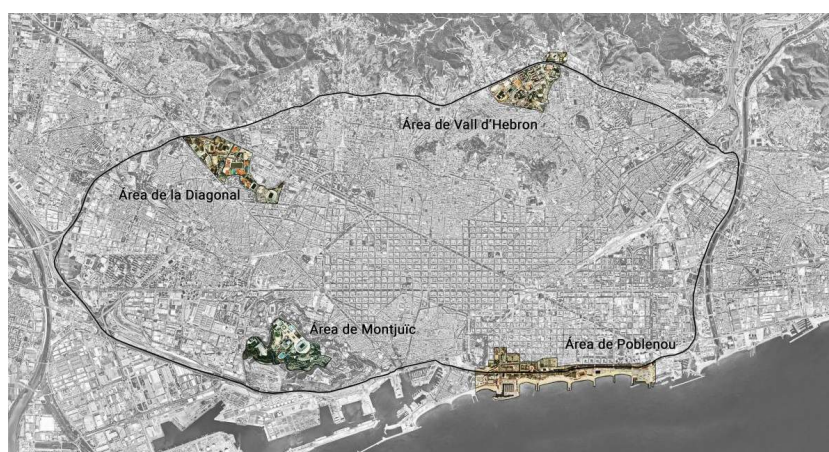 Área de Vall d'Hebron
Área de la Diagonal
Área de Montjuïc
Área de Poblenou